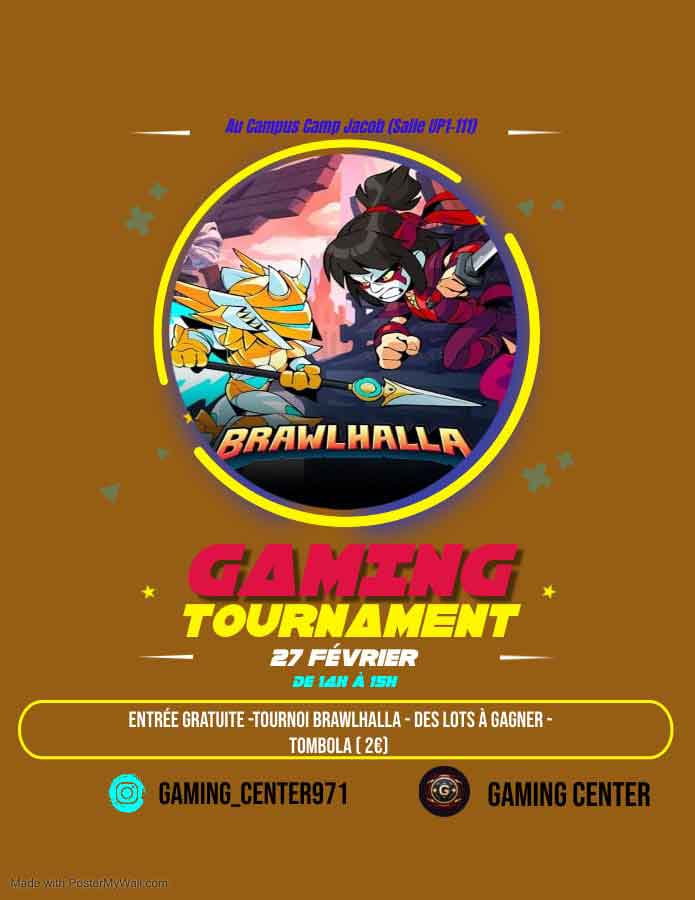 Au Campus Camp Jacob (Salle UP1-111)
BRAWLHALLA
GAMING
TOURNAMENT
27 FÉVRIER
DE 14H À 15H
ENTRÉE GRATUITE -TOURNOI BRAWLHALLA - DES LOTS À GAGNER -
TOMBOLA ( 2€)
GAMING_CENTER971
G
GAMING CENTER
Made with PosterMyWall.com